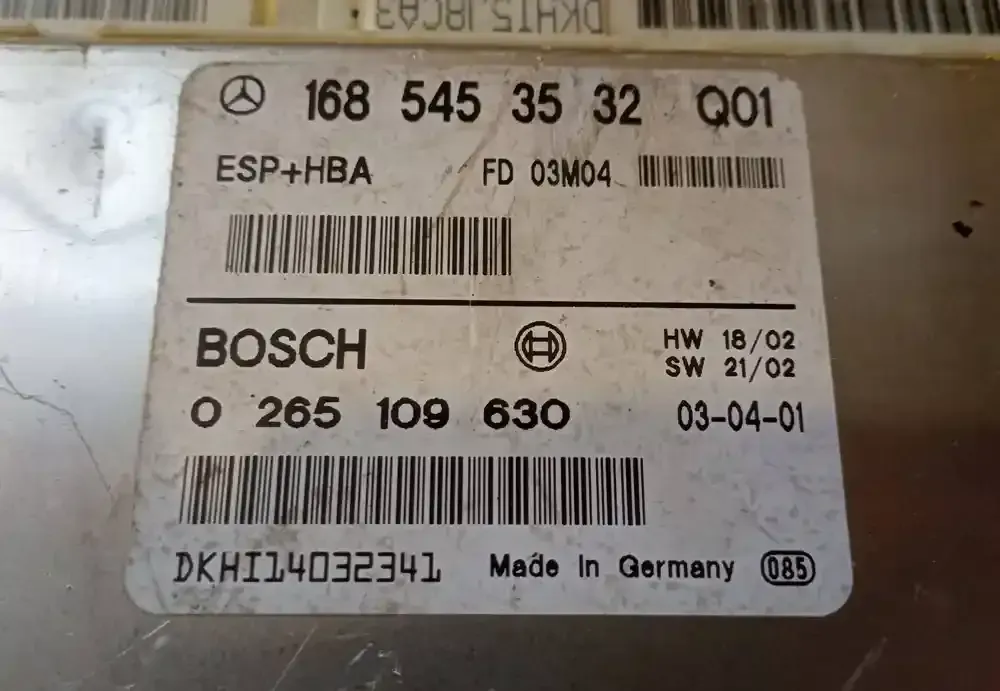 DKHI5J8CA3
168 545 35 32 Q01
ESP+HBA FD 03M04
BOSCH HW 18/02
SW 21/02
0 265 109 630 03-04-01
DKHI14032341 Made in Germany 085